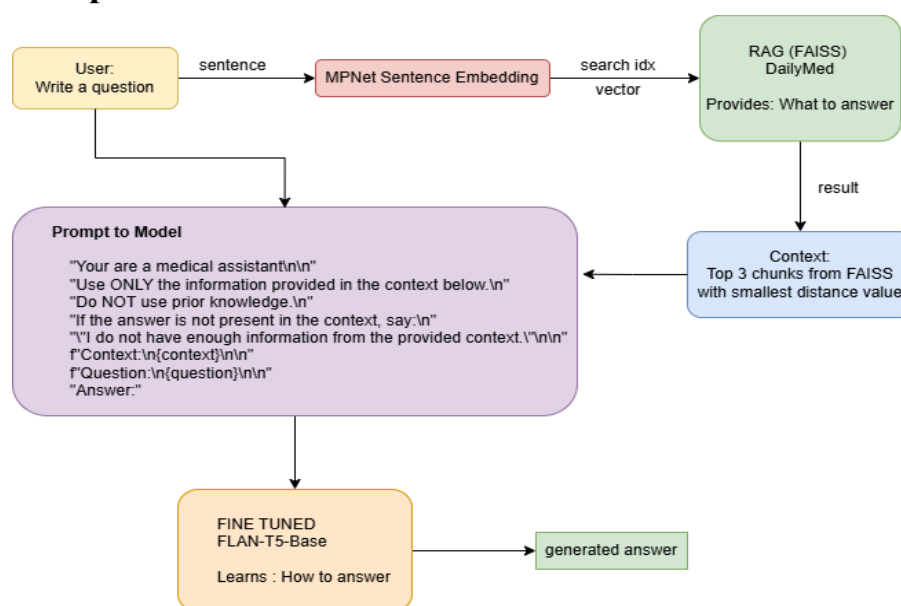 User:
Write a question
sentence
MPNet Sentence Embedding
search idx
vector
RAG (FAISS)
DailyMed
Provides: What to answer
result
Context:
Top 3 chunks from FAISS
with smallest distance value
Prompt to Model
"Your are a medical assistant\n\n"
"Use ONLY the information provided in the context below.\n"
"Do NOT use prior knowledge.\n"
"If the answer is not present in the context, say:\n"
"\"I do not have enough information from the provided context.\"\n\n"
f"Context:\n{context}\n\n"
f"Question:\n{question}\n\n"
"Answer:"
FINE TUNED
FLAN-T5-Base
Learns : How to answer
generated answer